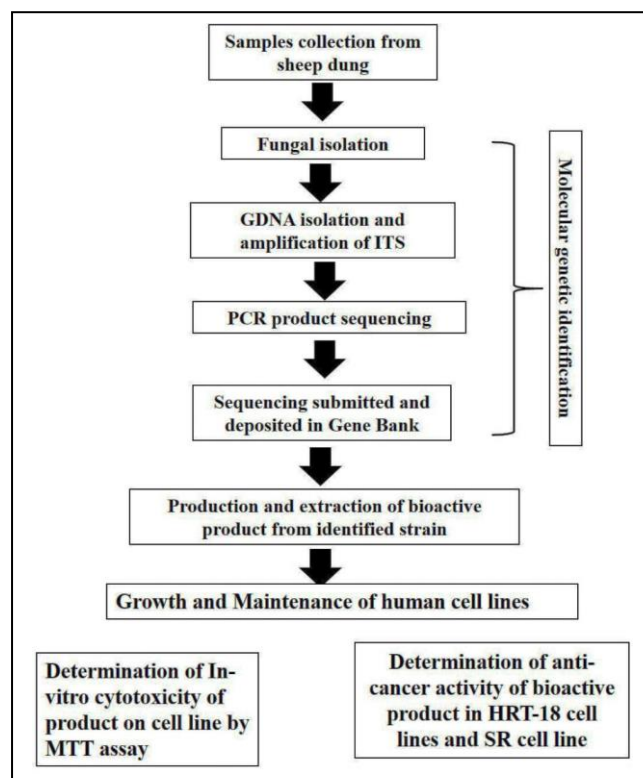 Samples collection from
sheep dung
Fungal isolation
GDNA isolation and
amplification of ITS
PCR product sequencing
Sequencing submitted and
deposited in Gene Bank
Molecular genetic identification
Production and extraction of bioactive
product from identified strain
Growth and Maintenance of human cell lines
Determination of In-
vitro cytotoxicity of
product on cell line by
MTT assay
Determination of anti-
cancer activity of bioactive
product in HRT-18 cell
lines and SR cell line